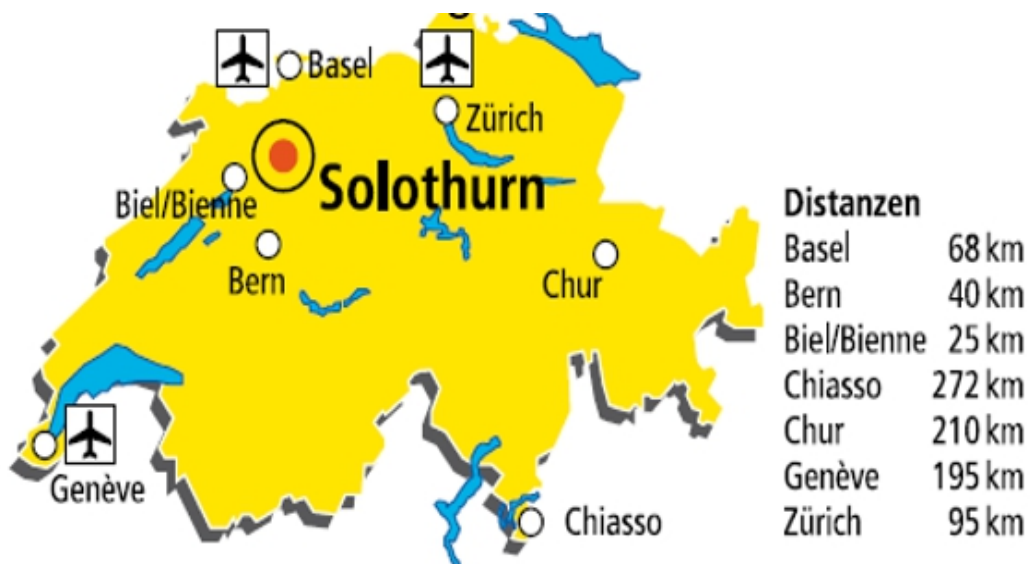 Basel
Zürich
Solothurn
Biel/Bienne
Bern
Chur
Genève
Chiasso
Distanzen
Basel 68 km
Bern 40 km
Biel/Bienne 25 km
Chiasso 272 km
Chur 210 km
Genève 195 km
Zürich 95 km